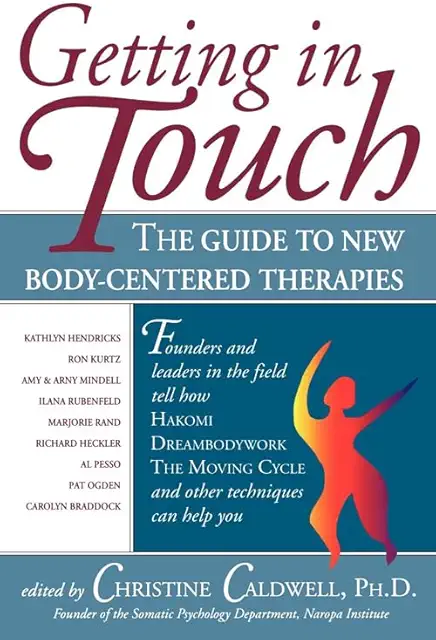 Getting in
Touch
THE GUIDE TO NEW
BODY-CENTERED THERAPIES
KATHLYN HENDRICKS
RON KURTZ
AMY & ARNY MINDELL
ILANA RUBENFELD
MARJORIE RAND
RICHARD HECKLER
AL PESSO
PAT OGDEN
CAROLYN BRADDOCK
Founders and
leaders in the field
tell how
HAKOMI
DREAMBODYWORK
THE MOVING CYCLE
and other techniques
can help you
edited by CHRISTINE CALDWELL, PH.D.
Founder of the Somatic Psychology Department, Naropa Institute